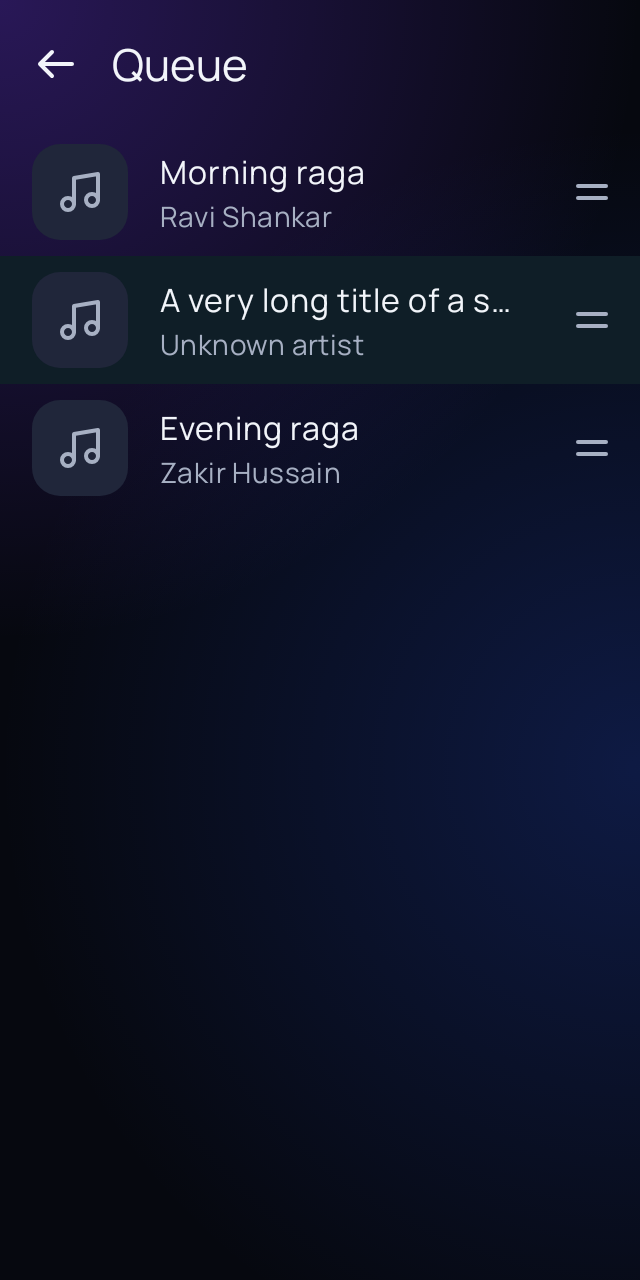 Queue
Morning raga
Ravi Shankar
A very long title of a s…
Unknown artist
Evening raga
Zakir Hussain